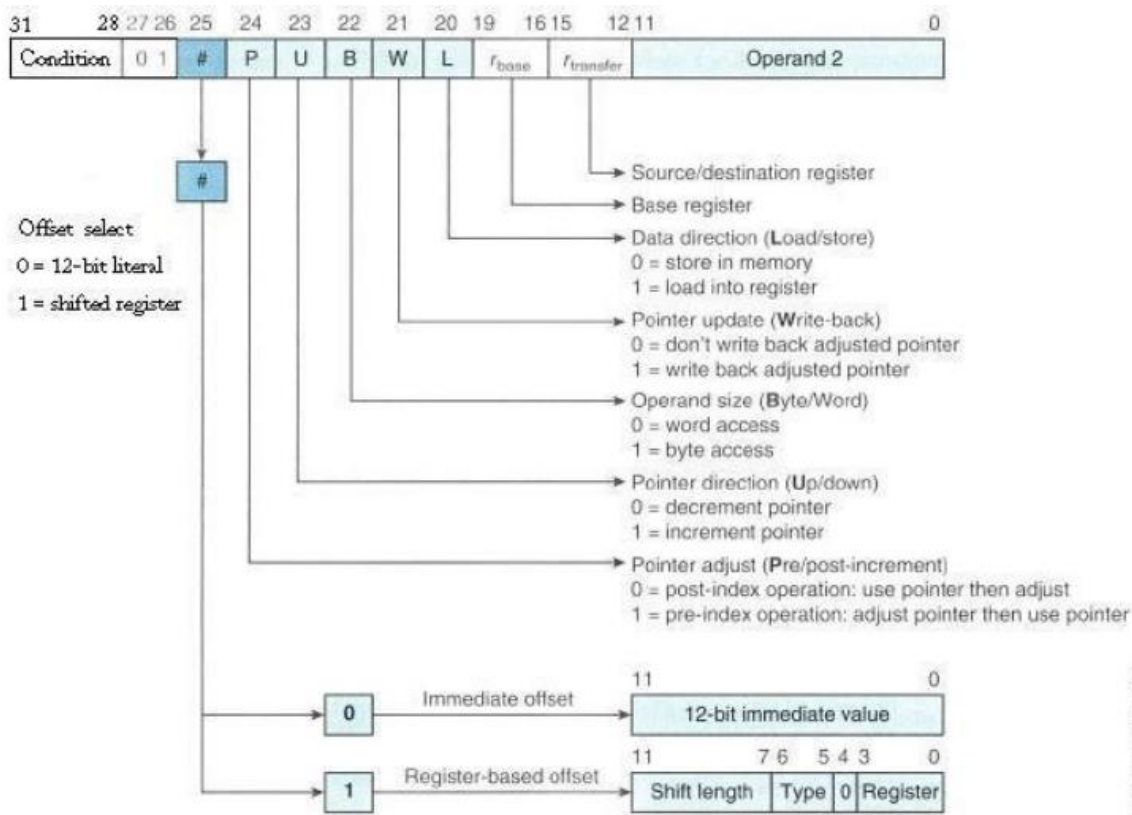 31 28 27 26 25 24 23 22 21 20 19 16 15 12 11 0
Condition 0 1 # P U B W L r_base r_transfer Operand 2
#
Offset select
0 = 12-bit literal
1 = shifted register
Source/destination register
Base register
Data direction (Load/store)
0 = store in memory
1 = load into register
Pointer update (Write-back)
0 = don't write back adjusted pointer
1 = write back adjusted pointer
Operand size (Byte/Word)
0 = word access
1 = byte access
Pointer direction (Up/down)
0 = decrement pointer
1 = increment pointer
Pointer adjust (Pre/post-increment)
0 = post-index operation: use pointer then adjust
1 = pre-index operation: adjust pointer then use pointer
11 0
0 Immediate offset 12-bit immediate value
11 7 6 5 4 3 0
1 Register-based offset Shift length Type 0 Register